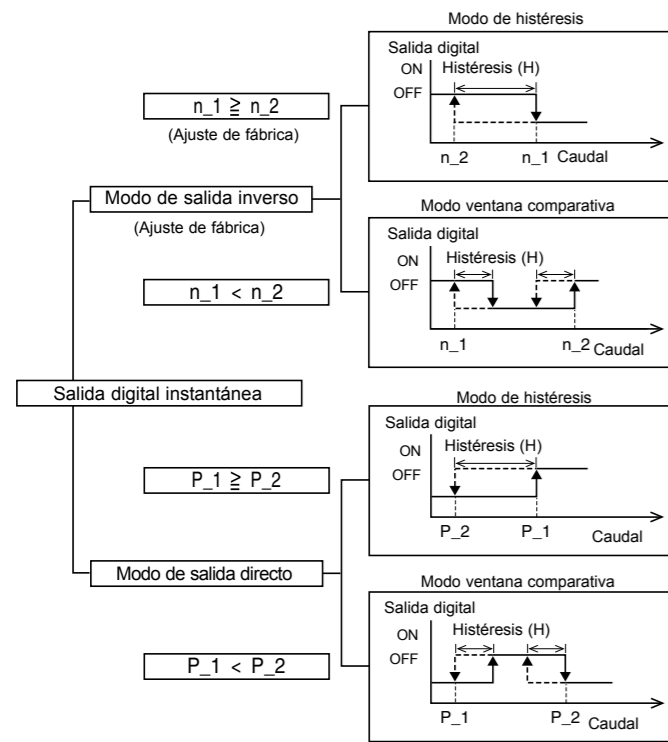 Modo de histéresis
Salida digital
ON
Histéresis (H)
OFF
n_1 ≧ n_2
(Ajuste de fábrica)
n_2
n_1
Caudal
Modo de salida inverso
(Ajuste de fábrica)
Modo ventana comparativa
Salida digital
ON
Histéresis (H)
OFF
n_1 < n_2
n_1
n_2
Caudal
Salida digital instantánea
Modo de histéresis
Salida digital
ON
Histéresis (H)
OFF
P_1 ≧ P_2
P_2
P_1
Caudal
Modo de salida directo
Modo ventana comparativa
Salida digital
ON
Histéresis (H)
OFF
P_1 < P_2
P_1
P_2
Caudal